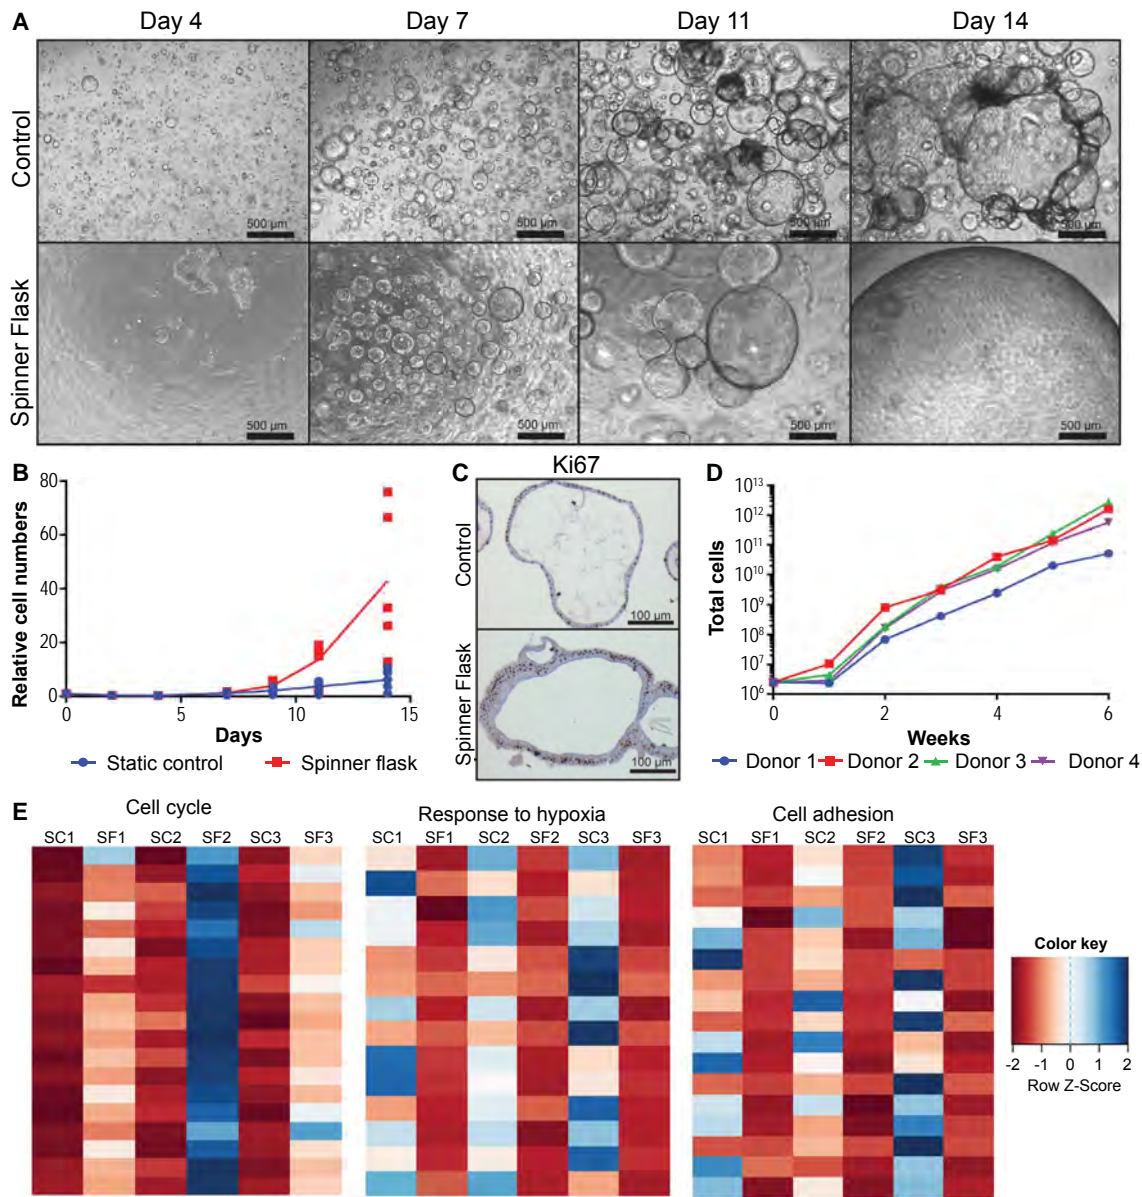 A
Day 4 Day 7 Day 11 Day 14
Control
500 µm 500 µm 500 µm 500 µm
Spinner Flask
500 µm 500 µm 500 µm 500 µm
B
Relative cell numbers
80
60
40
20
0
0 5 10 15
Days
Static control Spinner flask
C
Ki67
Control
100 µm
Spinner Flask
100 µm
D
Total cells
10¹³
10¹²
10¹¹
10¹⁰
10⁹
10⁸
10⁷
10⁶
0 2 4 6
Weeks
Donor 1 Donor 2 Donor 3 Donor 4
E
Cell cycle
SC1 SF1 SC2 SF2 SC3 SF3
Response to hypoxia
SC1 SF1 SC2 SF2 SC3 SF3
Cell adhesion
SC1 SF1 SC2 SF2 SC3 SF3
Color key
-2 -1 0 1 2
Row Z-Score